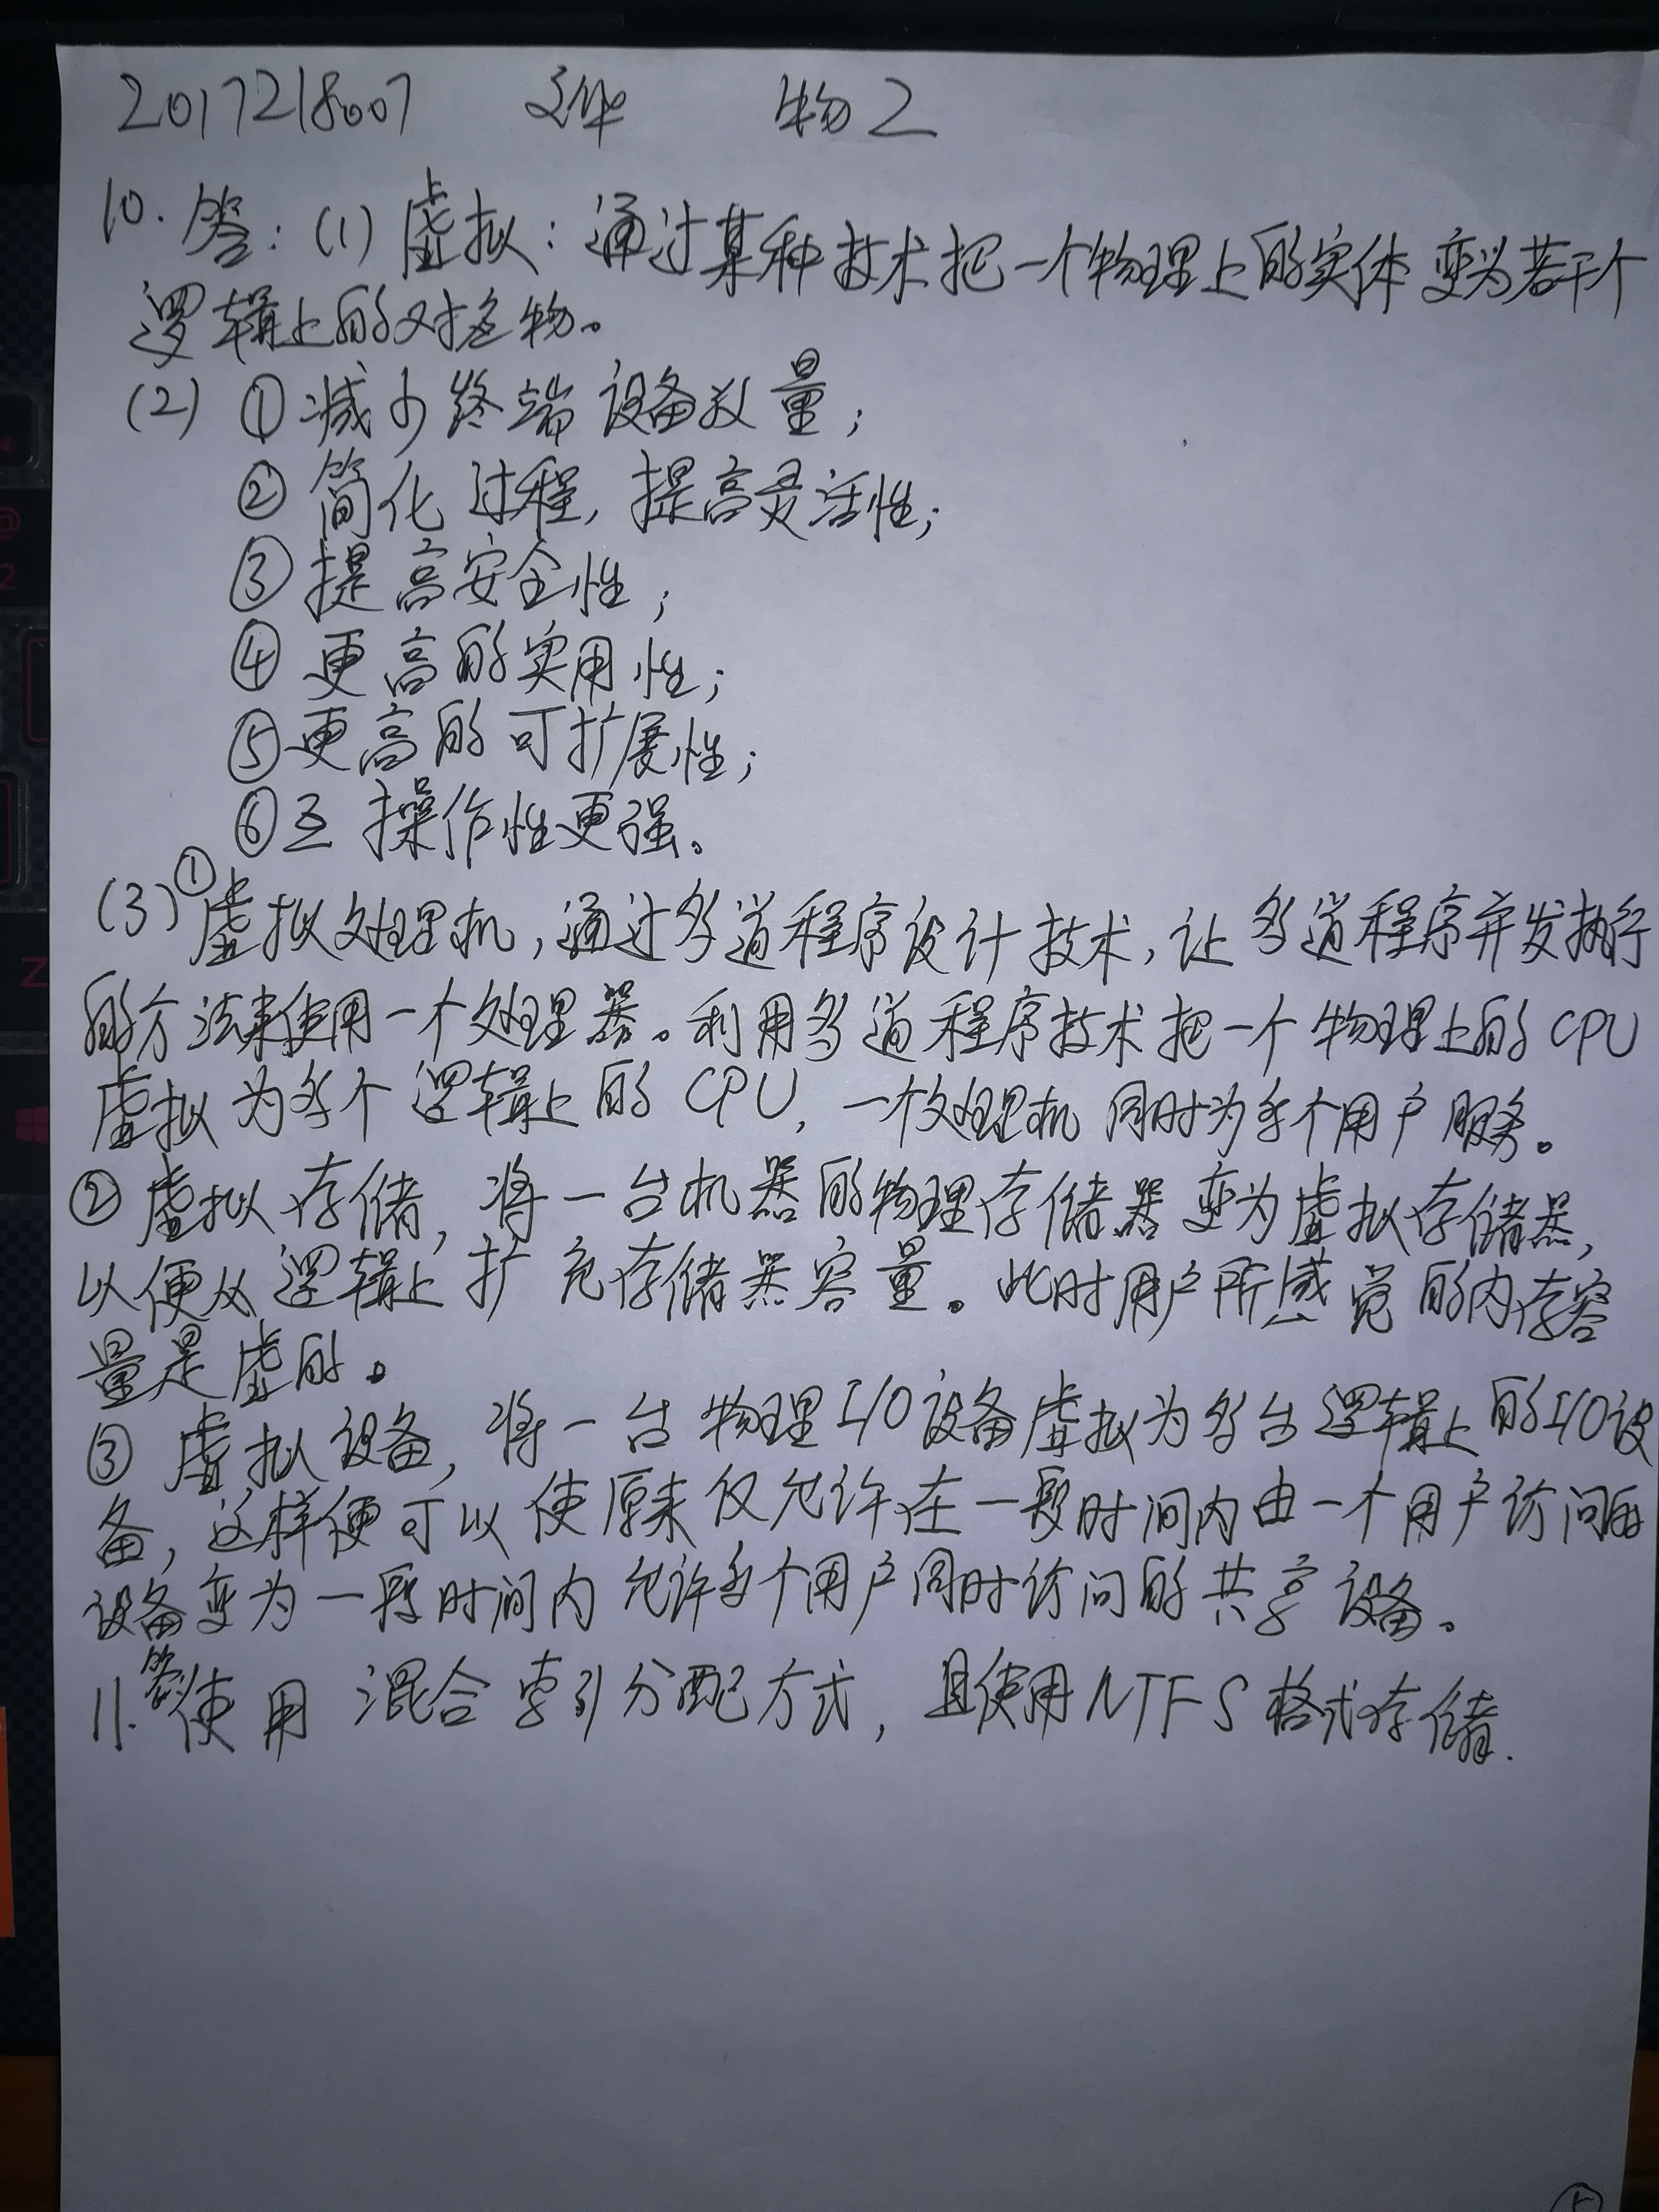 2017218007 物2
10. 答: (1) 虚拟: 通过某种技术把一个物理上的实体变为若干个
逻辑上的对应物。
(2) ①减少终端设备数量;
② 简化过程, 提高灵活性;
③ 提高安全性;
④ 更高的实用性;
⑤更高的可扩展性;
⑥互操作性更强。
(3)①虚拟处理机, 通过多道程序设计技术, 让多道程序并发执行
的方法来使用一个处理器。利用多道程序技术把一个物理上的CPU
虚拟为多个逻辑上的CPU, 一个处理机同时为多个用户服务。
② 虚拟存储, 将一台机器的物理存储器变为虚拟存储器,
以便从逻辑上扩充存储器容量。此时用户所感觉的内存容
量是虚的。
③ 虚拟设备, 将一台物理I/O设备虚拟为多台逻辑上的I/O设
备, 这样便可以使原来仅允许在一段时间内由一个用户访问的
设备变为一段时间内允许多个用户同时访问的共享设备。
11.答:使用混合索引分配方式, 且使用NTFS格式存储.
⑤
@
2
Z